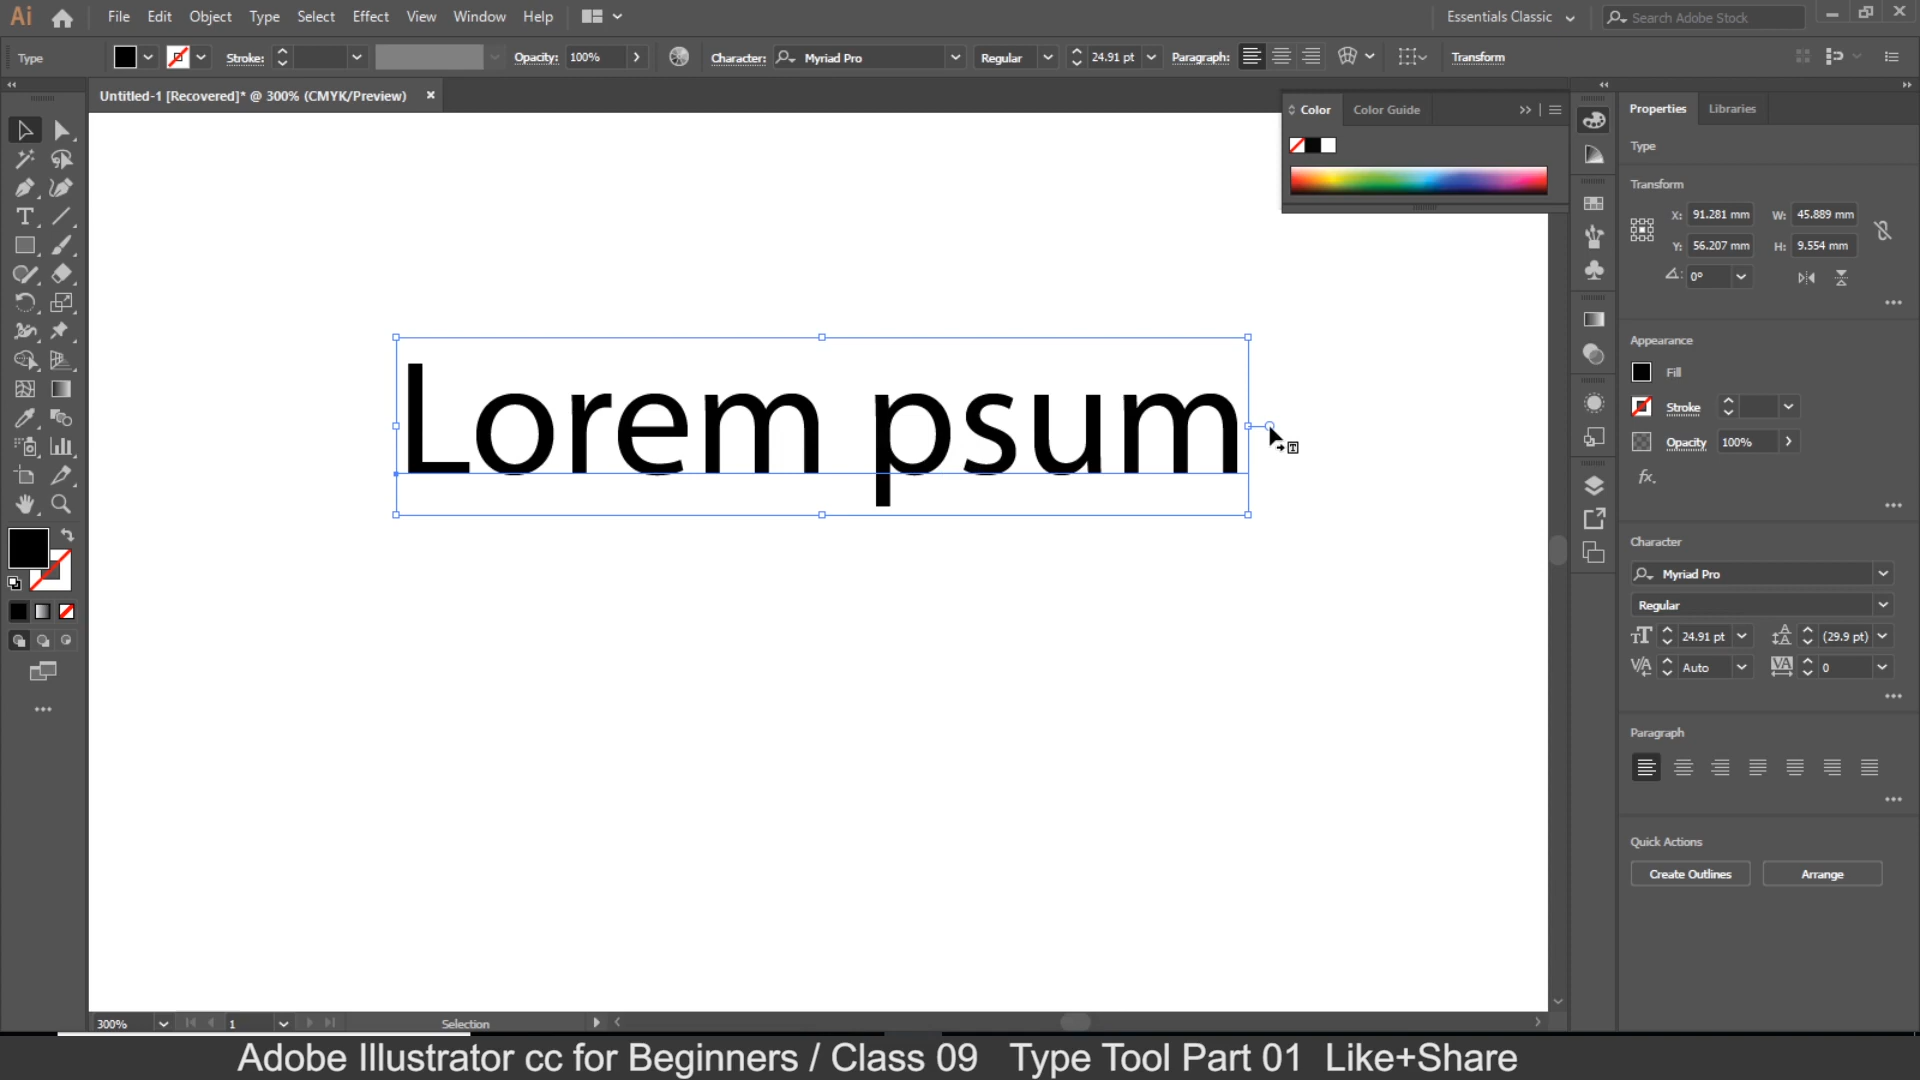 Ai File Edit Object Type Select Effect View Window Help Essentials Classic Search Adobe Stock
Type Stroke: Opacity: 100% Character: Myriad Pro Regular 24.91 pt Paragraph: Transform
Untitled-1 [Recovered]* @ 300% (CMYK/Preview)
Color Color Guide
Properties Libraries
Type
Transform
X: 91.281 mm W: 45.889 mm
Y: 56.207 mm H: 9.554 mm
0°
Appearance
Fill
Stroke
Opacity 100%
fx.
Lorem psum
Character
Myriad Pro
Regular
24.91 pt (29.9 pt)
Auto 0
Paragraph
Quick Actions
Create Outlines Arrange
300% 1 Selection
Adobe Illustrator cc for Beginners / Class 09 Type Tool Part 01 Like+Share